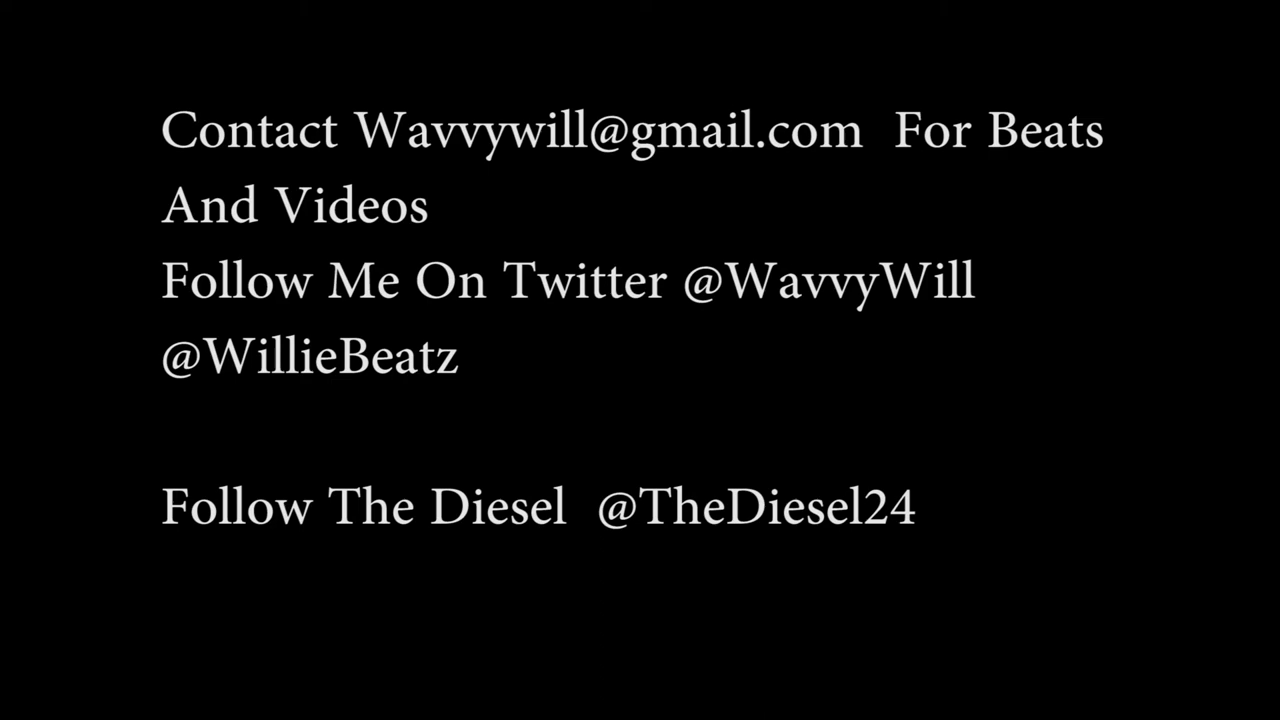 Contact Wavvywill@gmail.com  For Beats
And Videos
Follow Me On Twitter @WavvyWill
@WillieBeatz
Follow The Diesel  @TheDiesel24